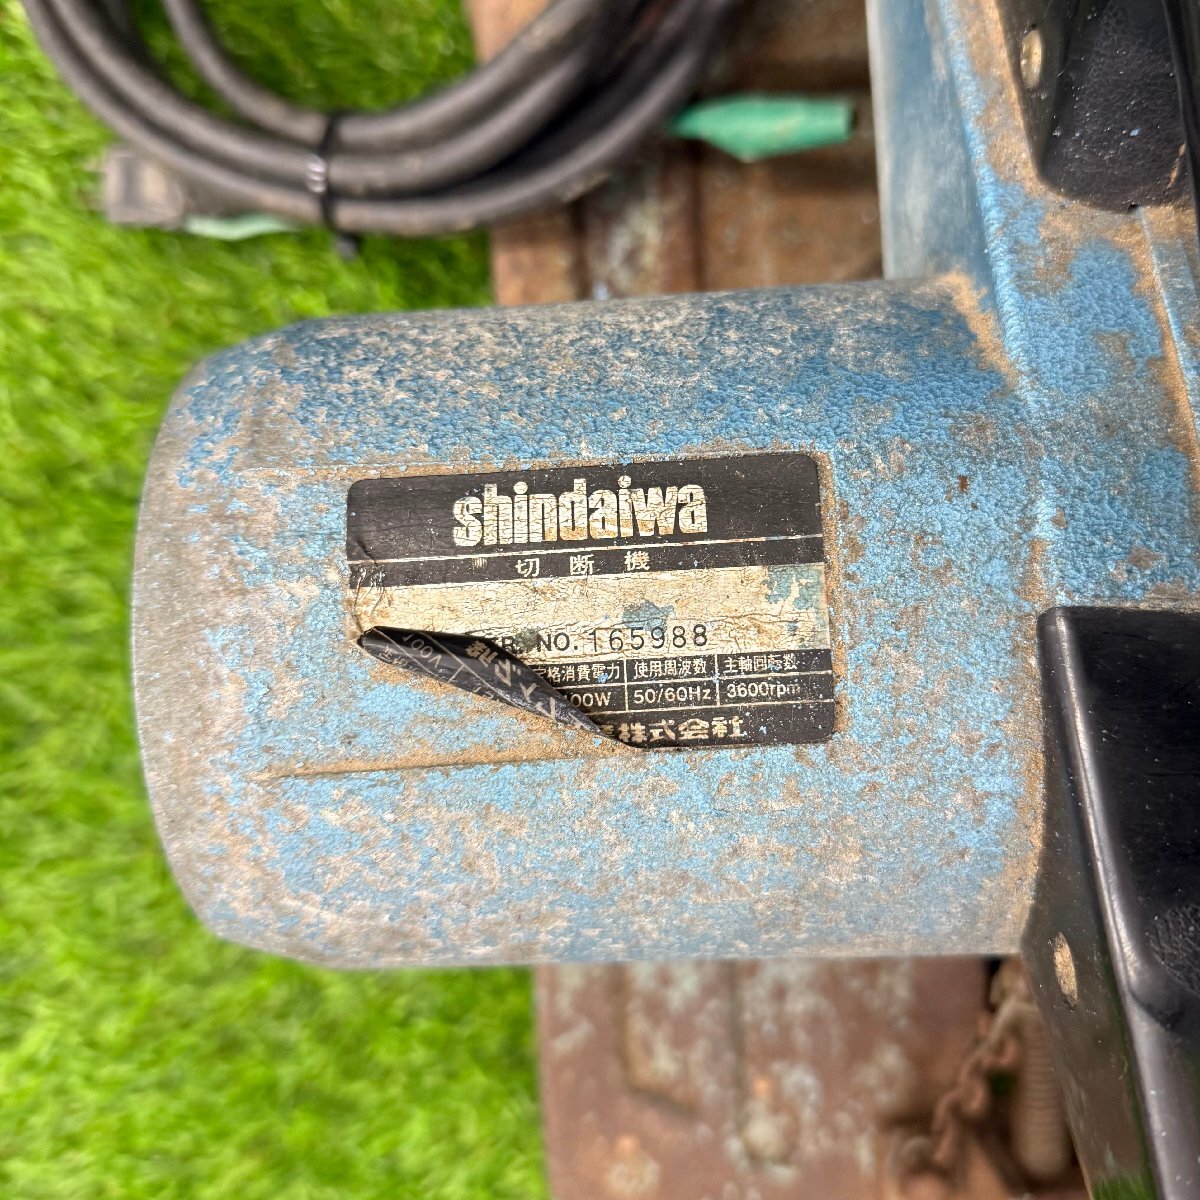 shindaiwa
切断機
NO. 165988
消費電力 使用周波数 主軸回転数
00W 50/60Hz 3600rpm
株式会社